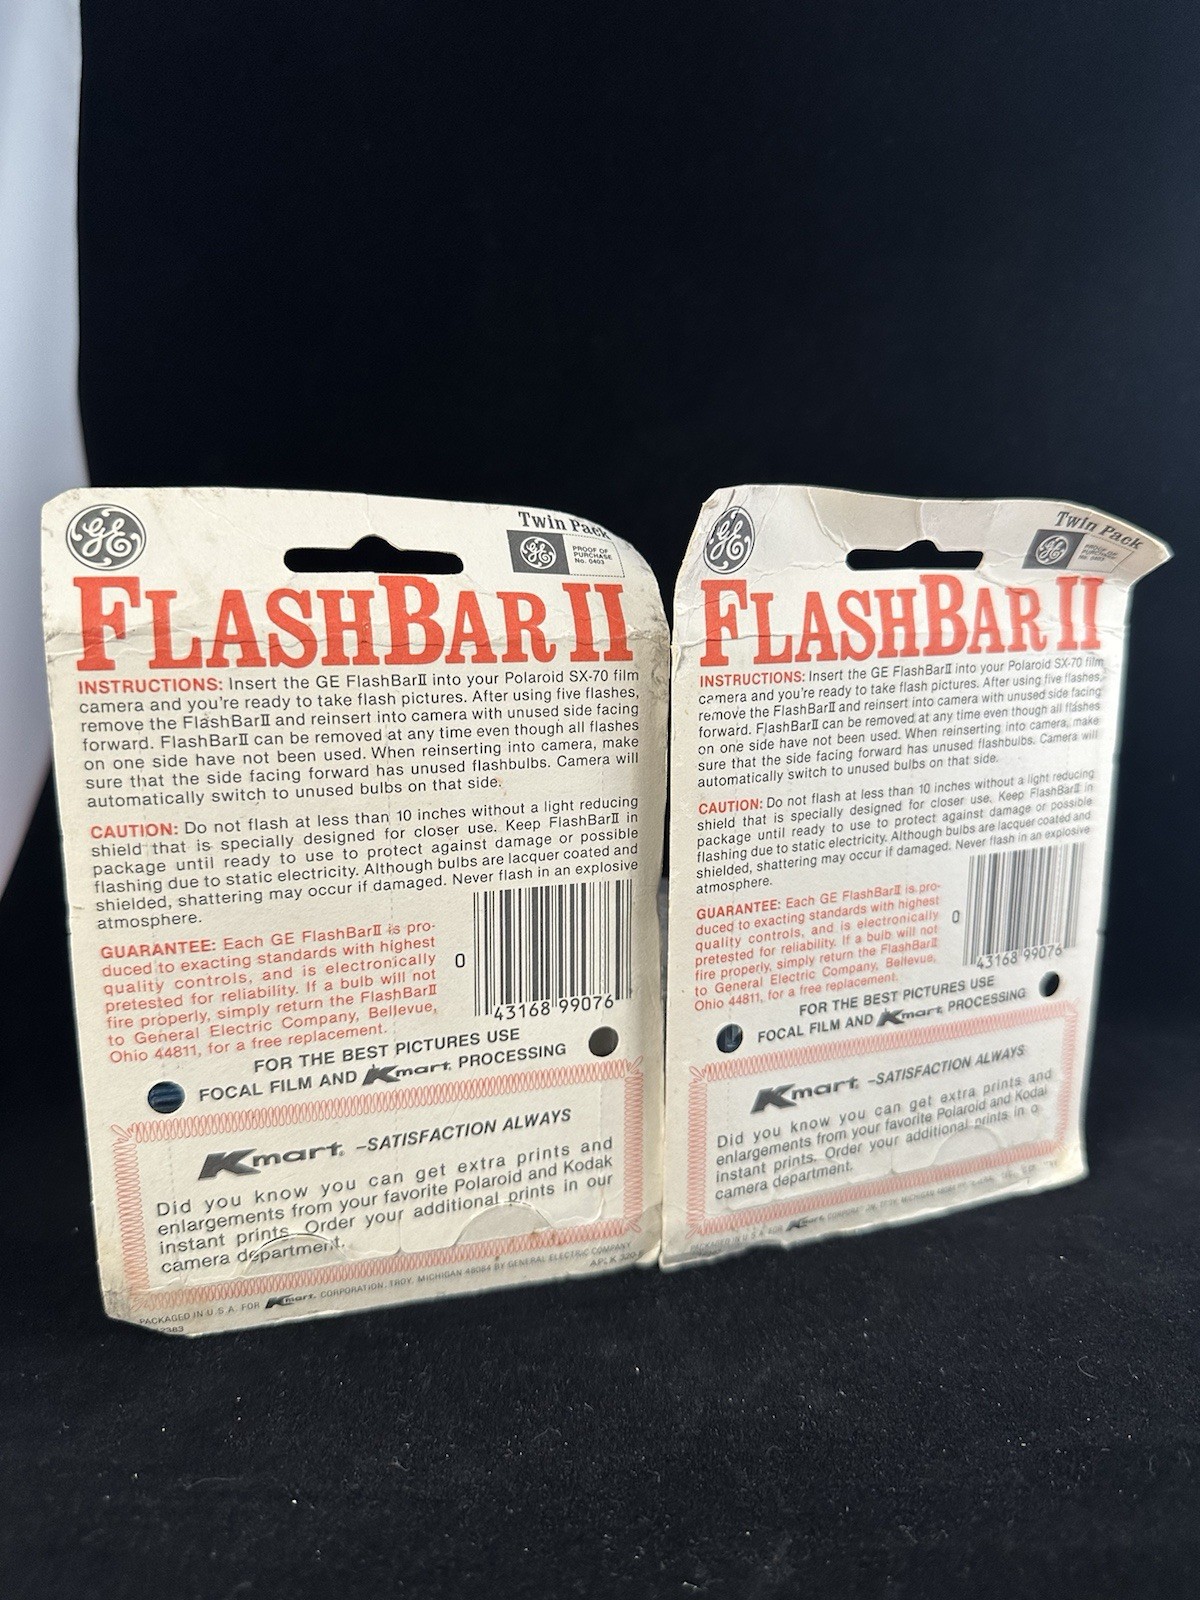 GE
Twin Pack
GE
PROOF OF
PURCHASE
No. 0403
FLASHBAR II
INSTRUCTIONS: Insert the GE FlashBarII into your Polaroid SX-70 film
camera and you're ready to take flash pictures. After using five flashes,
remove the FlashBarII and reinsert into camera with unused side facing
forward. FlashBarII can be removed at any time even though all flashes
on one side have not been used. When reinserting into camera, make
sure that the side facing forward has unused flashbulbs. Camera will
automatically switch to unused bulbs on that side.
CAUTION: Do not flash at less than 10 inches without a light reducing
shield that is specially designed for closer use. Keep FlashBarII in
package until ready to use to protect against damage or possible
flashing due to static electricity. Although bulbs are lacquer coated and
shielded, shattering may occur if damaged. Never flash in an explosive
atmosphere.
GUARANTEE: Each GE FlashBarII is pro-
duced to exacting standards with highest
quality controls, and is electronically
pretested for reliability. If a bulb will not
fire properly, simply return the FlashBarII
to General Electric Company, Bellevue,
Ohio 44811, for a free replacement.
0
43168 99076
FOR THE BEST PICTURES USE
FOCAL FILM AND Kmart PROCESSING
Kmart -SATISFACTION ALWAYS
Did you know you can get extra prints and
enlargements from your favorite Polaroid and Kodak
instant prints. Order your additional prints in our
camera department.
PACKAGED IN U.S.A. FOR Kmart CORPORATION, TROY, MICHIGAN 48084 BY GENERAL ELECTRIC COMPANY
GE
Twin Pack
GE
PROOF OF
PURCHASE
No. 0403
FLASHBAR II
INSTRUCTIONS: Insert the GE FlashBarII into your Polaroid SX-70 film
camera and you're ready to take flash pictures. After using five flashes,
remove the FlashBarII and reinsert into camera with unused side facing
forward. FlashBarII can be removed at any time even though all flashes
on one side have not been used. When reinserting into camera, make
sure that the side facing forward has unused flashbulbs. Camera will
automatically switch to unused bulbs on that side.
CAUTION: Do not flash at less than 10 inches without a light reducing
shield that is specially designed for closer use. Keep FlashBarII in
package until ready to use to protect against damage or possible
flashing due to static electricity. Although bulbs are lacquer coated and
shielded, shattering may occur if damaged. Never flash in an explosive
atmosphere.
GUARANTEE: Each GE FlashBarII is pro-
duced to exacting standards with highest
quality controls, and is electronically
pretested for reliability. If a bulb will not
fire properly, simply return the FlashBarII
to General Electric Company, Bellevue,
Ohio 44811, for a free replacement.
0
43168 99076
FOR THE BEST PICTURES USE
FOCAL FILM AND Kmart PROCESSING
Kmart -SATISFACTION ALWAYS
Did you know you can get extra prints and
enlargements from your favorite Polaroid and Kodak
instant prints. Order your additional prints in
camera department.
PACKAGED IN U.S.A. FOR Kmart